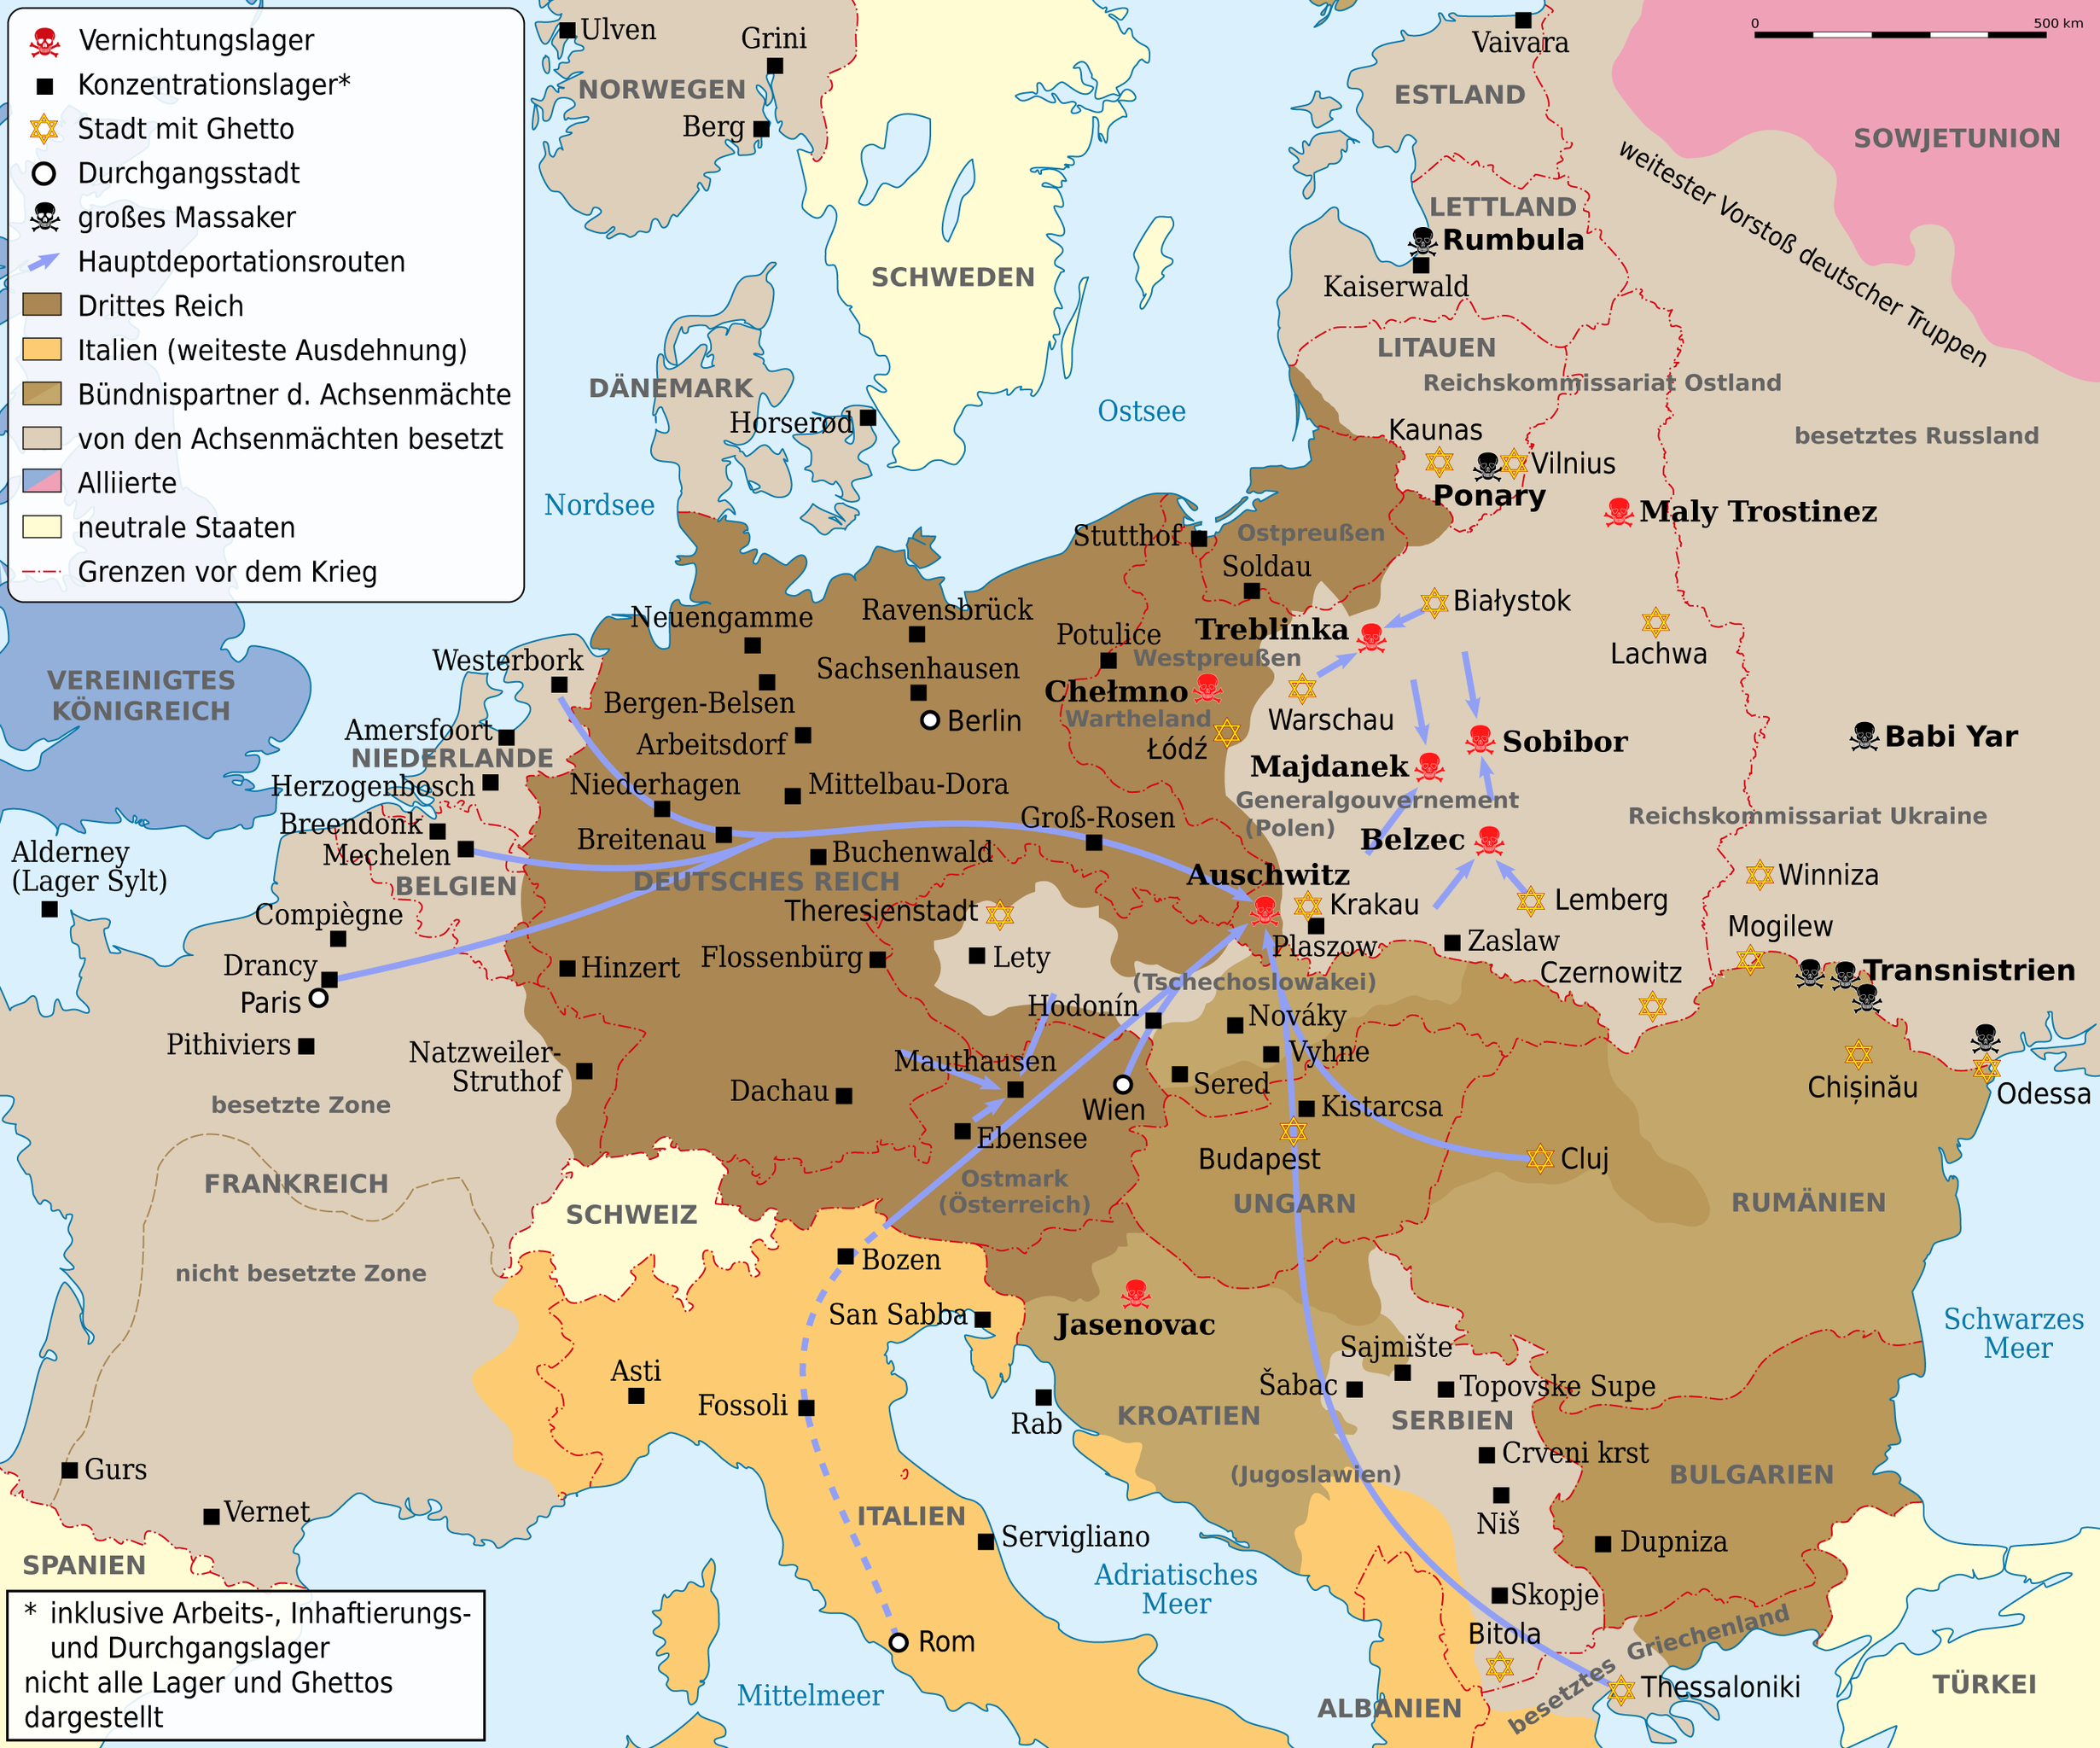 Vernichtungslager
Konzentrationslager*
Stadt mit Ghetto
Durchgangsstadt
großes Massaker
Hauptdeportationsrouten
Drittes Reich
Italien (weiteste Ausdehnung)
Bündnispartner d. Achsenmächte
von den Achsenmächten besetzt
Alliierte
neutrale Staaten
Grenzen vor dem Krieg
0
500 km
Ulven
Grini
NORWEGEN
Berg
SCHWEDEN
Vaivara
ESTLAND
SOWJETUNION
weitester Vorstoß deutscher Truppen
LETTLAND
Rumbula
Kaiserwald
LITAUEN
Reichskommissariat Ostland
DÄNEMARK
Horserød
Ostsee
Nordsee
besetztes Russland
Kaunas
Vilnius
Ponary
Maly Trostinez
Stutthof
Ostpreußen
Soldau
Białystok
Lachwa
Neuengamme
Ravensbrück
Potulice
Treblinka
Westpreußen
Westerbork
Sachsenhausen
Bergen-Belsen
Chełmno
Wartheland
Warschau
Berlin
VEREINIGTES
KÖNIGREICH
Amersfoort
NIEDERLANDE
Arbeitsdorf
Łódź
Sobibor
Babi Yar
Majdanek
Herzogenbosch
Niederhagen
Mittelbau-Dora
Generalgouvernement
(Polen)
Reichskommissariat Ukraine
Breendonk
Mechelen
Breitenau
Groß-Rosen
Belzec
Alderney
(Lager Sylt)
BELGIEN
Buchenwald
DEUTSCHES REICH
Auschwitz
Winniza
Compiègne
Theresienstadt
Krakau
Lemberg
Mogilew
Plaszow
Zaslaw
Drancy
Paris
Hinzert
Flossenbürg
Lety
(Tschechoslowakei)
Czernowitz
Transnistrien
Hodonín
Nováky
Pithiviers
Natzweiler-
Struthof
Mauthausen
Vyhne
Sered
Chișinău
Odessa
besetzte Zone
Dachau
Wien
Kistarcsa
Ebensee
Budapest
Cluj
FRANKREICH
SCHWEIZ
Ostmark
(Österreich)
UNGARN
RUMÄNIEN
nicht besetzte Zone
Bozen
San Sabba
Jasenovac
Schwarzes
Meer
Sajmište
Šabac
Topovske Supe
Asti
Fossoli
Rab
KROATIEN
SERBIEN
Crveni krst
(Jugoslawien)
BULGARIEN
Gurs
Vernet
ITALIEN
Servigliano
Niš
Dupniza
SPANIEN
Adriatisches
Meer
Skopje
Bitola
besetztes Griechenland
Rom
Thessaloniki
Mittelmeer
ALBANIEN
TÜRKEI
* inklusive Arbeits-, Inhaftierungs-
und Durchgangslager
nicht alle Lager und Ghettos
dargestellt